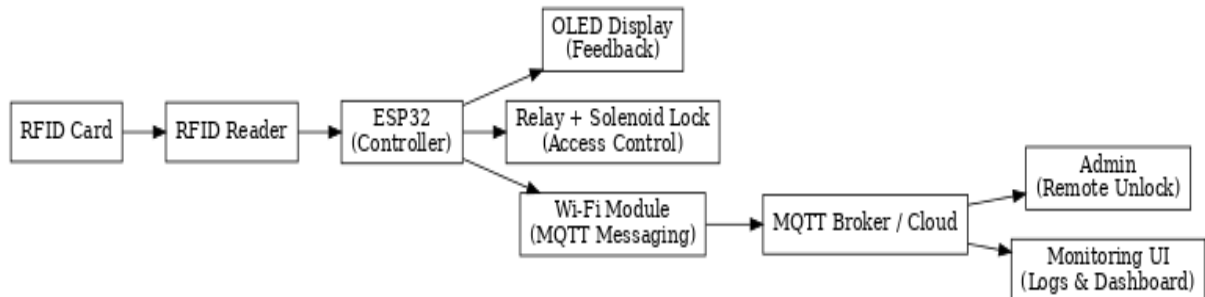 OLED Display
(Feedback)
RFID Card
RFID Reader
ESP32
(Controller)
Relay + Solenoid Lock
(Access Control)
Wi-Fi Module
(MQTT Messaging)
MQTT Broker / Cloud
Admin
(Remote Unlock)
Monitoring UI
(Logs & Dashboard)